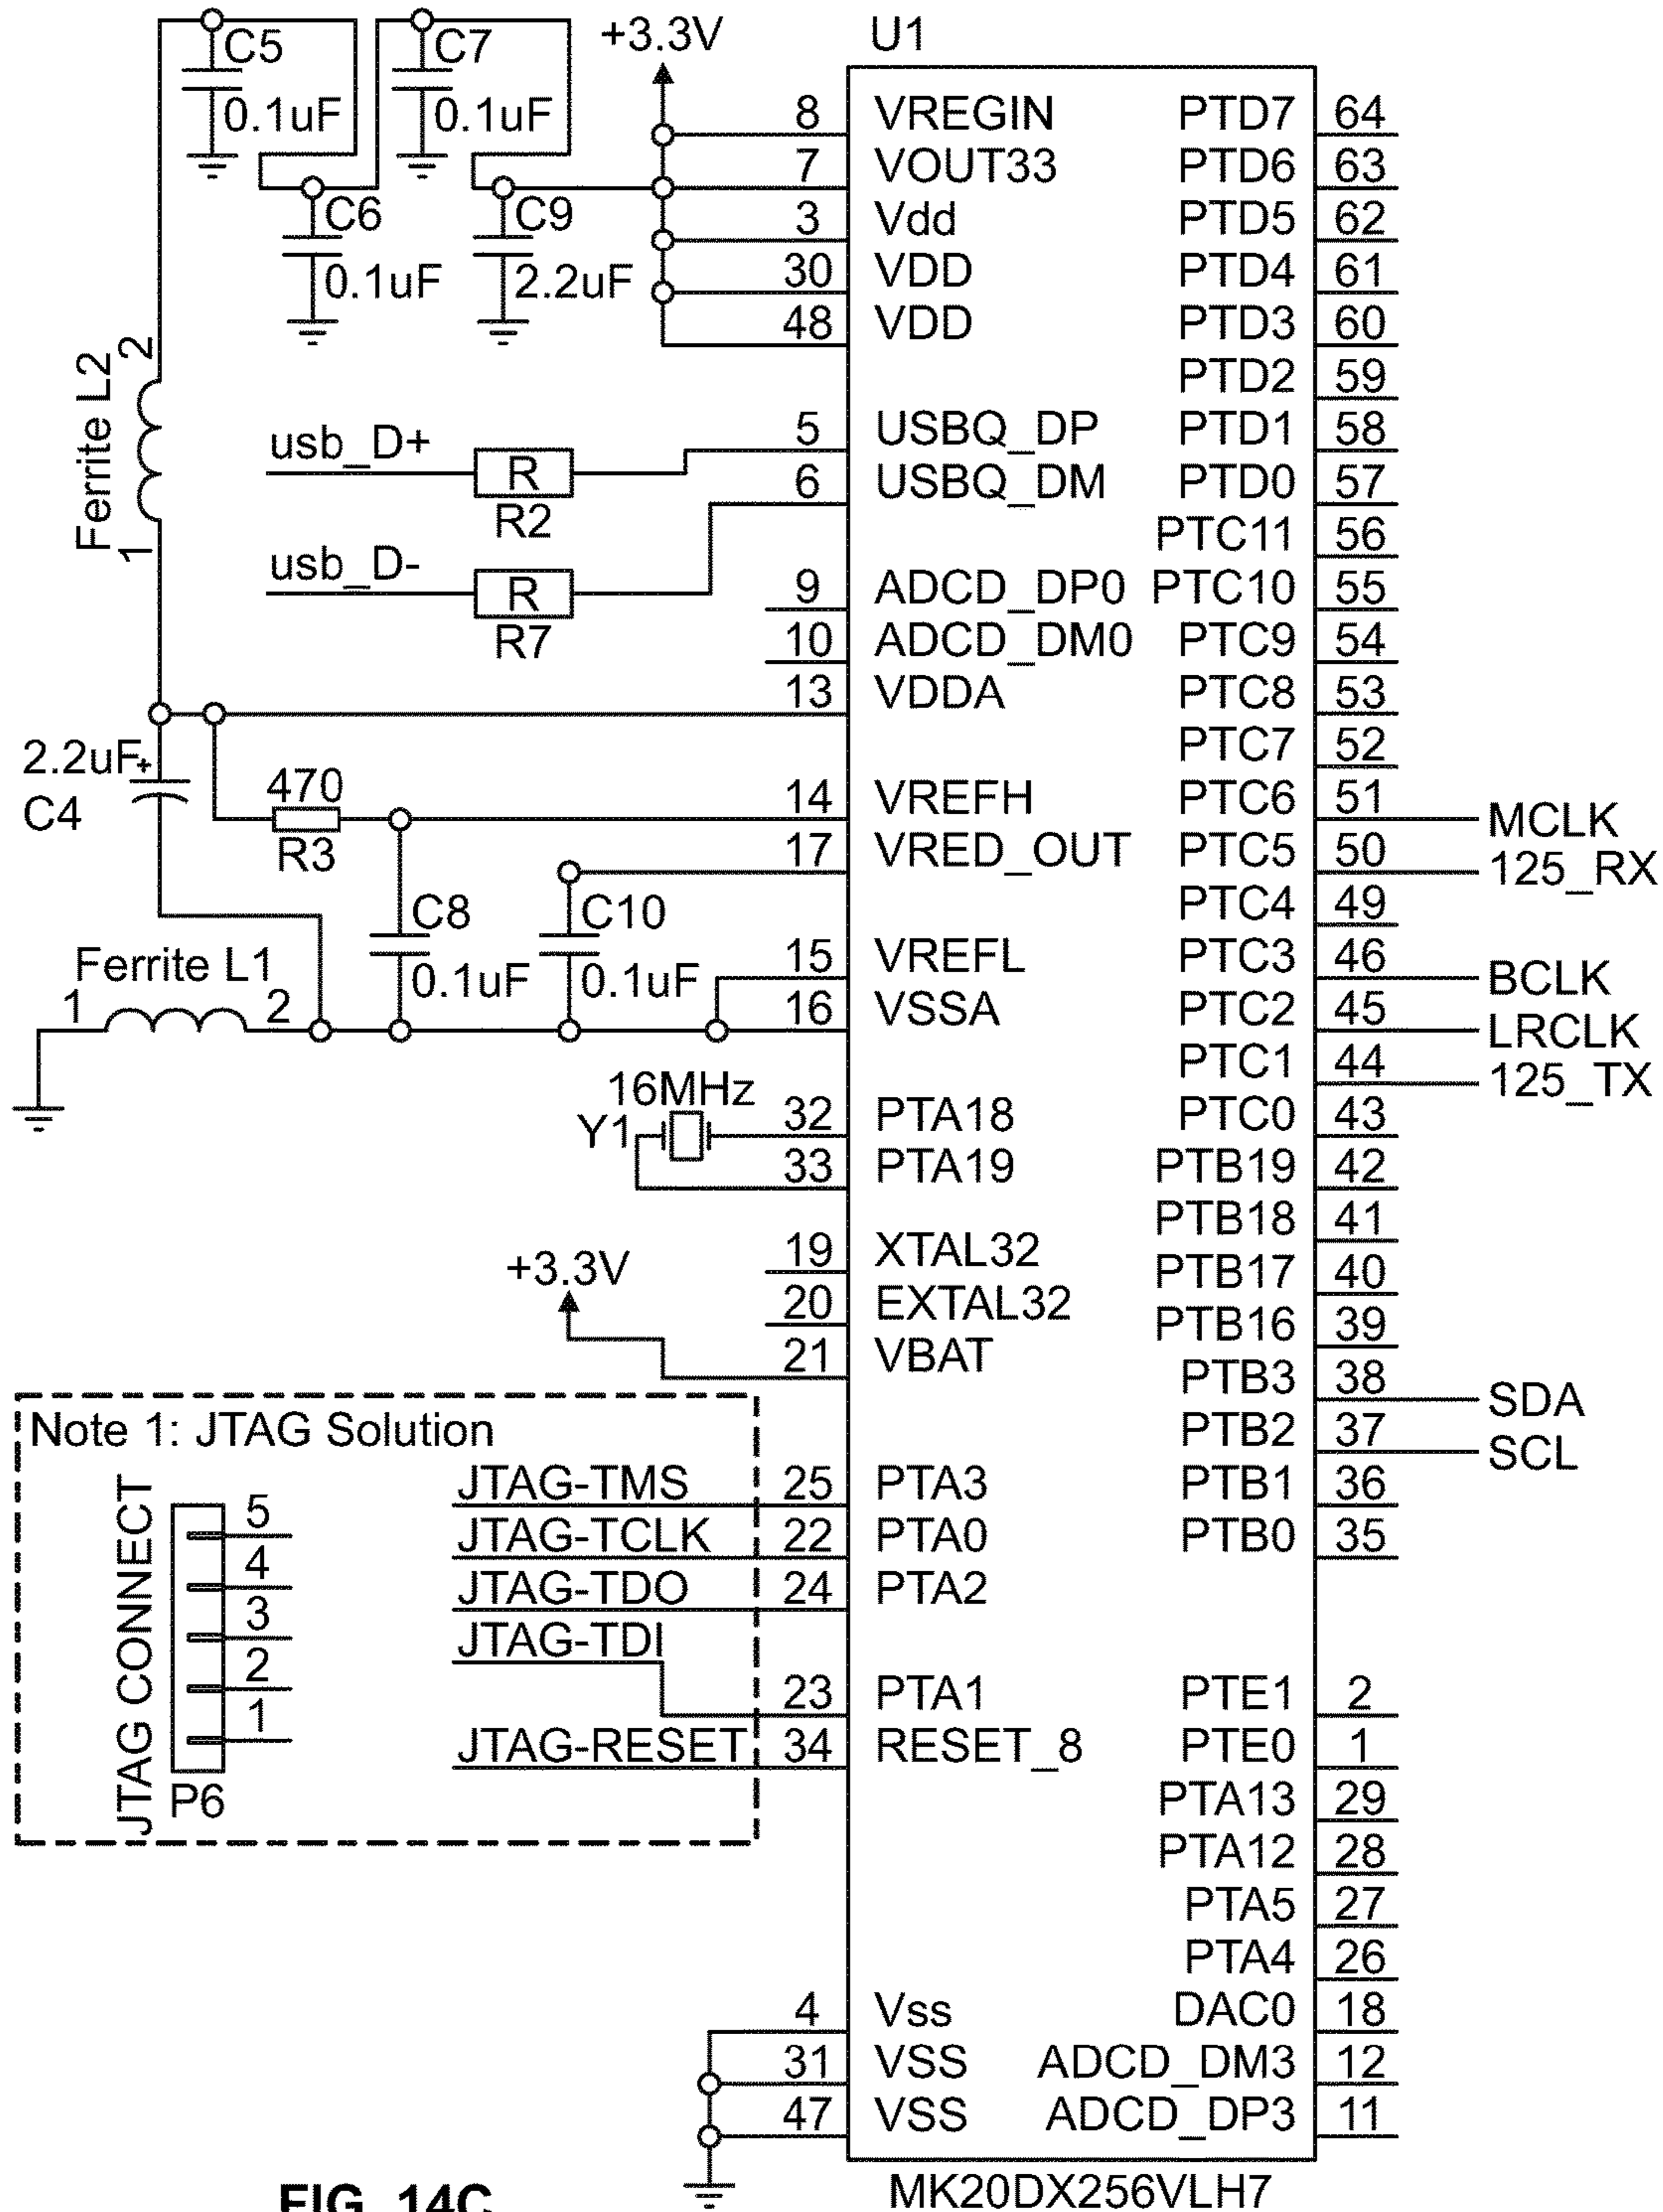 C5
0.1uF
C7
0.1uF
C6
0.1uF
C9
2.2uF
+3.3V
U1
8 VREGIN PTD7 64
7 VOUT33 PTD6 63
3 Vdd PTD5 62
30 VDD PTD4 61
48 VDD PTD3 60
PTD2 59
5 USBQ_DP PTD1 58
6 USBQ_DM PTD0 57
PTC11 56
9 ADCD_DP0 PTC10 55
10 ADCD_DM0 PTC9 54
13 VDDA PTC8 53
PTC7 52
14 VREFH PTC6 51 MCLK
17 VRED_OUT PTC5 50 125_RX
PTC4 49
15 VREFL PTC3 46 BCLK
16 VSSA PTC2 45 LRCLK
PTC1 44 125_TX
32 PTA18 PTC0 43
33 PTA19 PTB19 42
PTB18 41
19 XTAL32 PTB17 40
20 EXTAL32 PTB16 39
21 VBAT PTB3 38 SDA
PTB2 37 SCL
25 PTA3 PTB1 36
22 PTA0 PTB0 35
24 PTA2
23 PTA1 PTE1 2
34 RESET_8 PTE0 1
PTA13 29
PTA12 28
PTA5 27
PTA4 26
4 Vss DAC0 18
31 VSS ADCD_DM3 12
47 VSS ADCD_DP3 11
MK20DX256VLH7
Ferrite L2
2
1
usb_D+
R
R2
usb_D-
R
R7
2.2uF+
C4
470
R3
C8
0.1uF
C10
0.1uF
Ferrite L1
1 2
16MHz
Y1
+3.3V
Note 1: JTAG Solution
JTAG CONNECT
5
4
3
2
1
P6
JTAG-TMS
JTAG-TCLK
JTAG-TDO
JTAG-TDI
JTAG-RESET
FIG. 14C